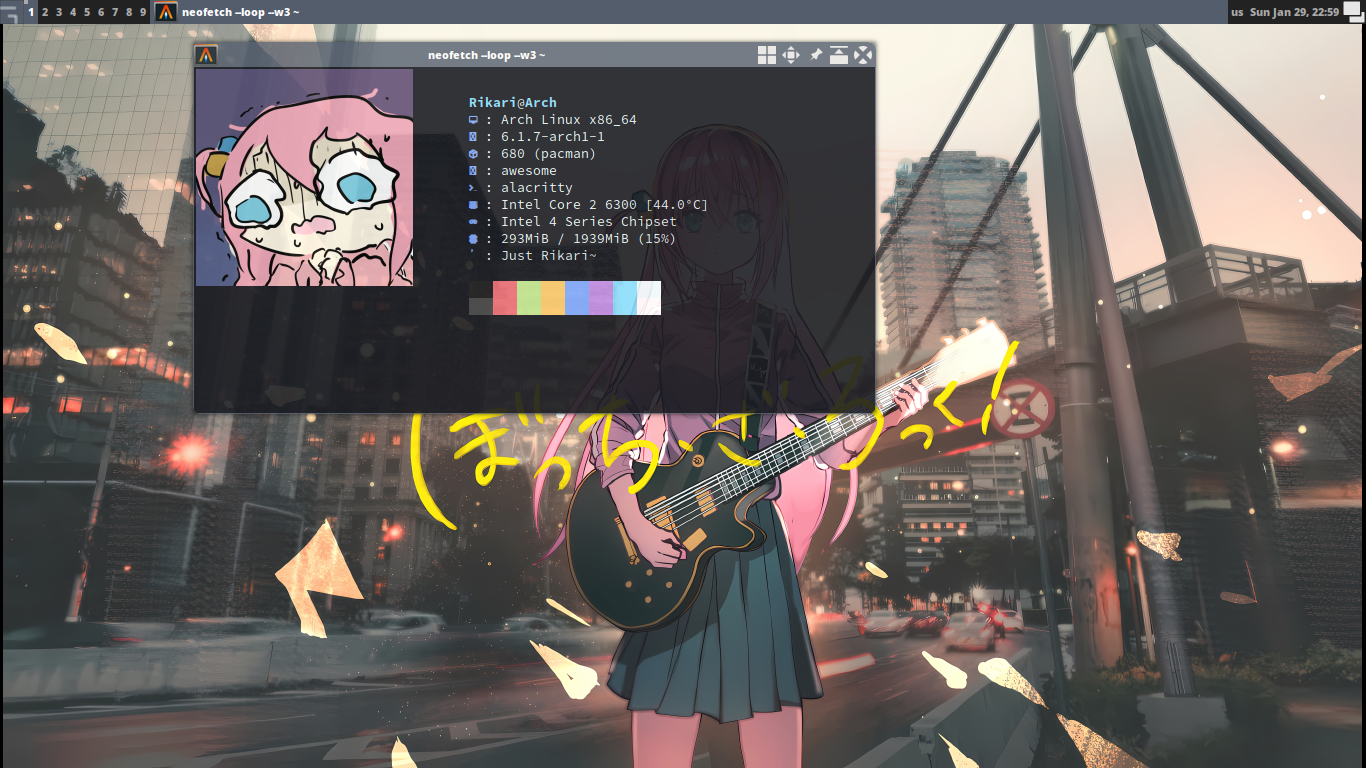 1 2 3 4 5 6 7 8 9 neofetch --loop --w3 ~ us Sun Jan 29, 22:59
neofetch --loop --w3 ~
Rikari@Arch
: Arch Linux x86_64
: 6.1.7-arch1-1
: 680 (pacman)
: awesome
: alacritty
>_ : Intel Core 2 6300 [44.0°C]
: Intel 4 Series Chipset
: 293MiB / 1939MiB (15%)
: Just Rikari~
ぼっち・ざ・ろっく!